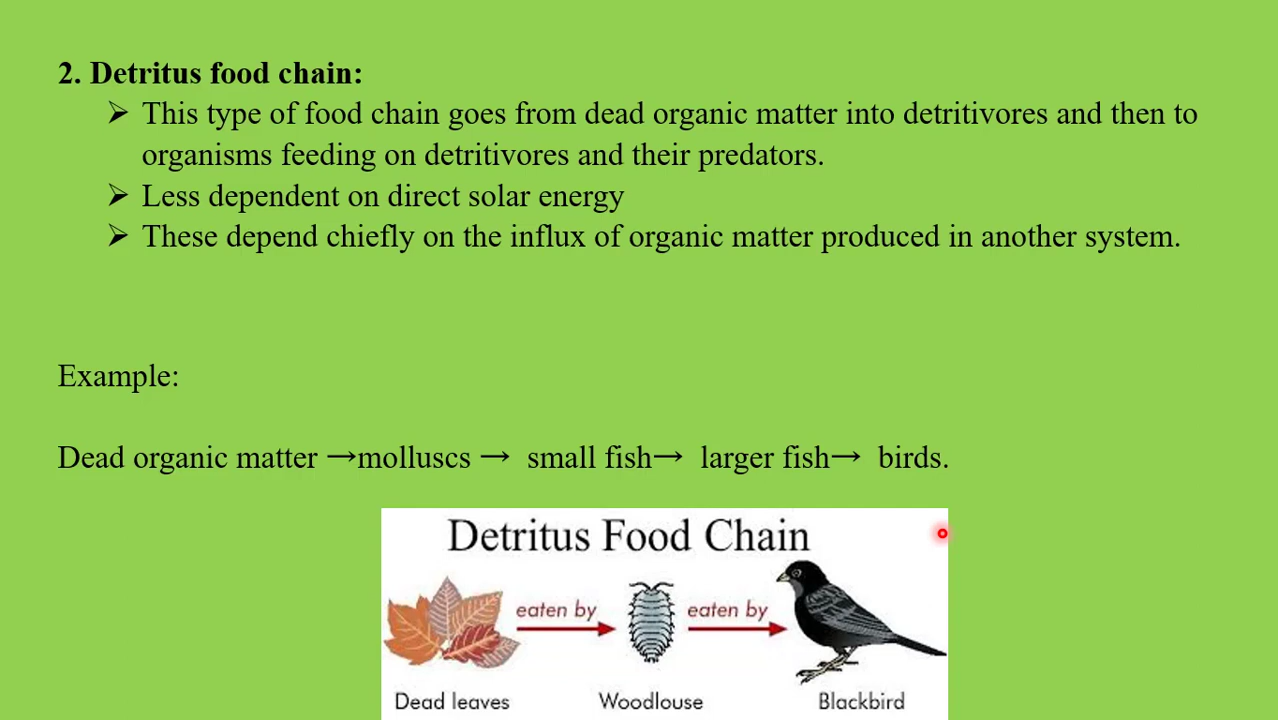 2. Detritus food chain:
➢ This type of food chain goes from dead organic matter into detritivores and then to
organisms feeding on detritivores and their predators.
➢ Less dependent on direct solar energy
➢ These depend chiefly on the influx of organic matter produced in another system.
Example:
Dead organic matter →molluscs → small fish→ larger fish→ birds.
Detritus Food Chain
eaten by eaten by
Dead leaves Woodlouse Blackbird